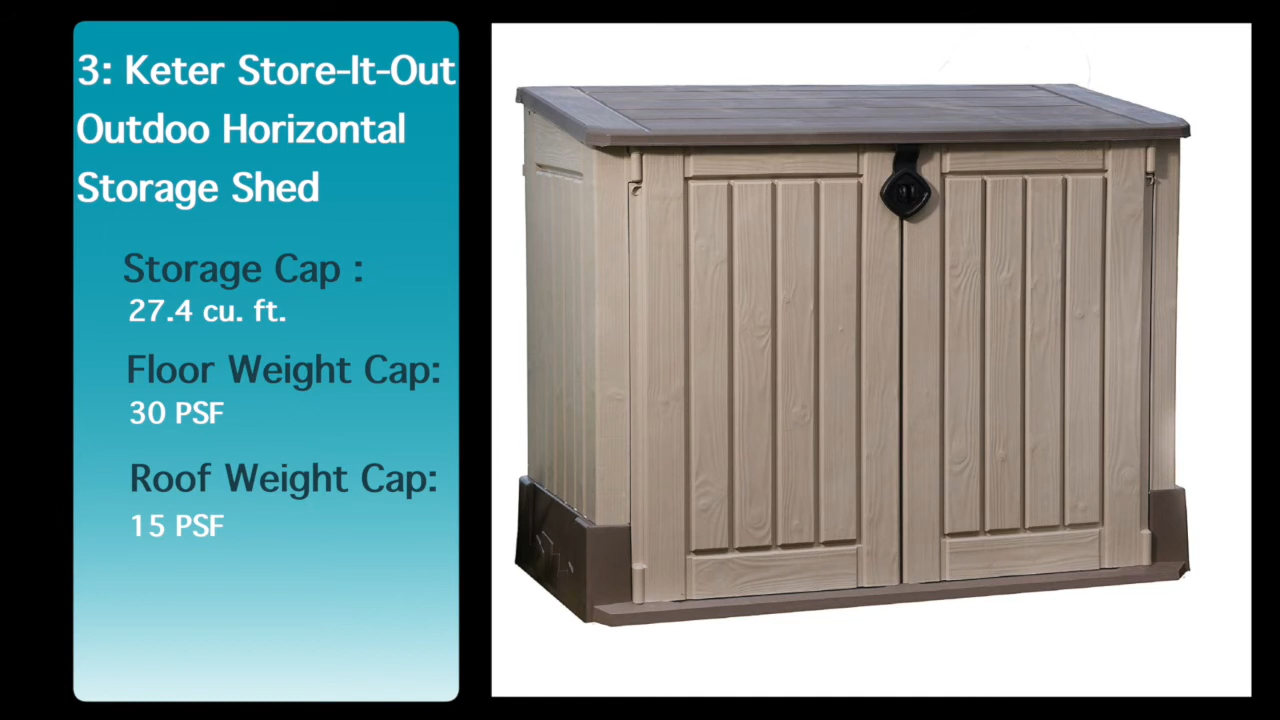 3: Keter Store-It-Out
Outdoo Horizontal
Storage Shed
Storage Cap :
27.4 cu. ft.
Floor Weight Cap:
30 PSF
Roof Weight Cap:
15 PSF